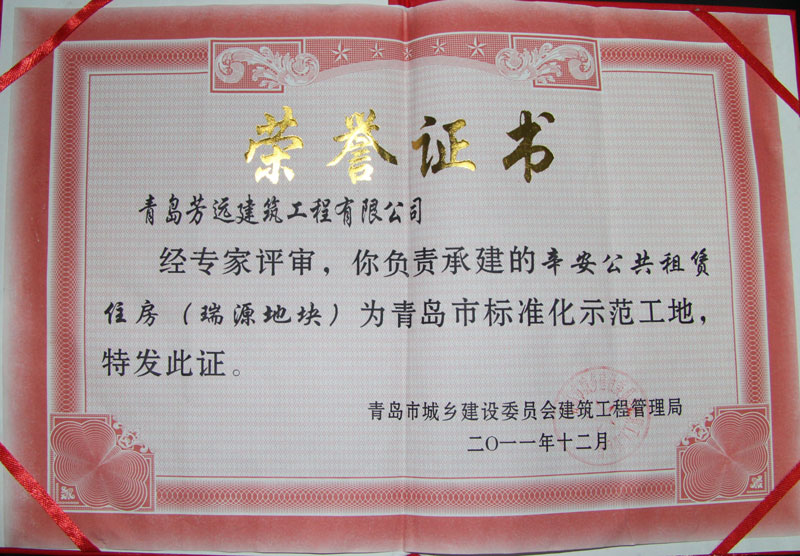 荣誉证书
青岛芳远建筑工程有限公司
经专家评审，你负责承建的辛安公共租赁
住房（瑞源地块）为青岛市标准化示范工地，
特发此证。
青岛市城乡建设委员会建筑工程管理局
二〇一一年十二月